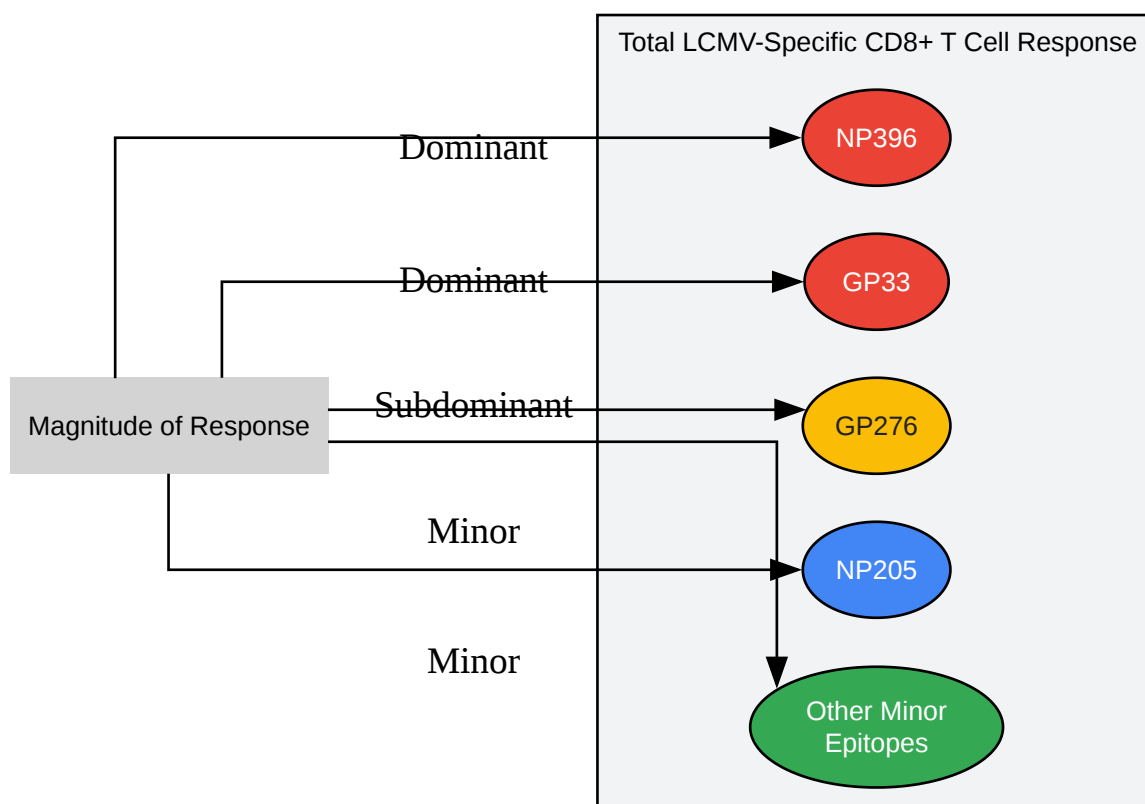 Total LCMV-Specific CD8+ T Cell Response
NP396
Dominant
Dominant
GP33
Subdominant
Magnitude of Response
GP276
Minor
NP205
Minor
Other Minor
Epitopes